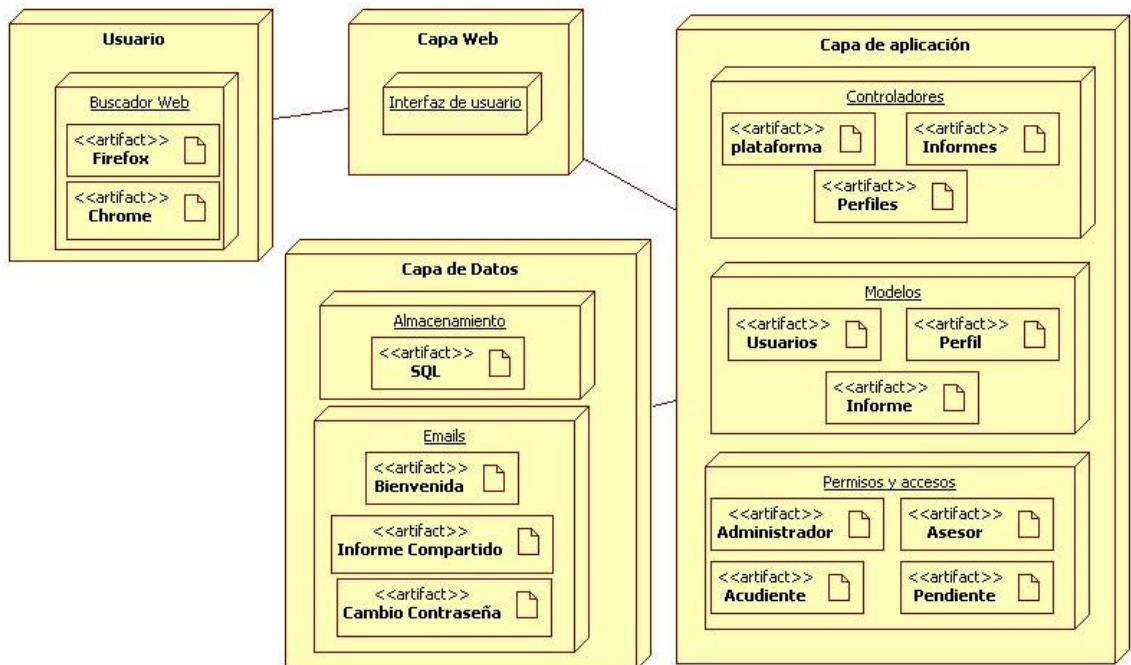 Usuario
Buscador Web
<<artifact>>
Firefox
<<artifact>>
Chrome
Capa Web
Interfaz de usuario
Capa de aplicación
Controladores
<<artifact>>
plataforma
<<artifact>>
Informes
<<artifact>>
Perfiles
Modelos
<<artifact>>
Usuarios
<<artifact>>
Perfil
<<artifact>>
Informe
Permisos y accesos
<<artifact>>
Administrador
<<artifact>>
Asesor
<<artifact>>
Acudiente
<<artifact>>
Pendiente
Capa de Datos
Almacenamiento
<<artifact>>
SQL
Emails
<<artifact>>
Bienvenida
<<artifact>>
Informe Compartido
<<artifact>>
Cambio Contraseña